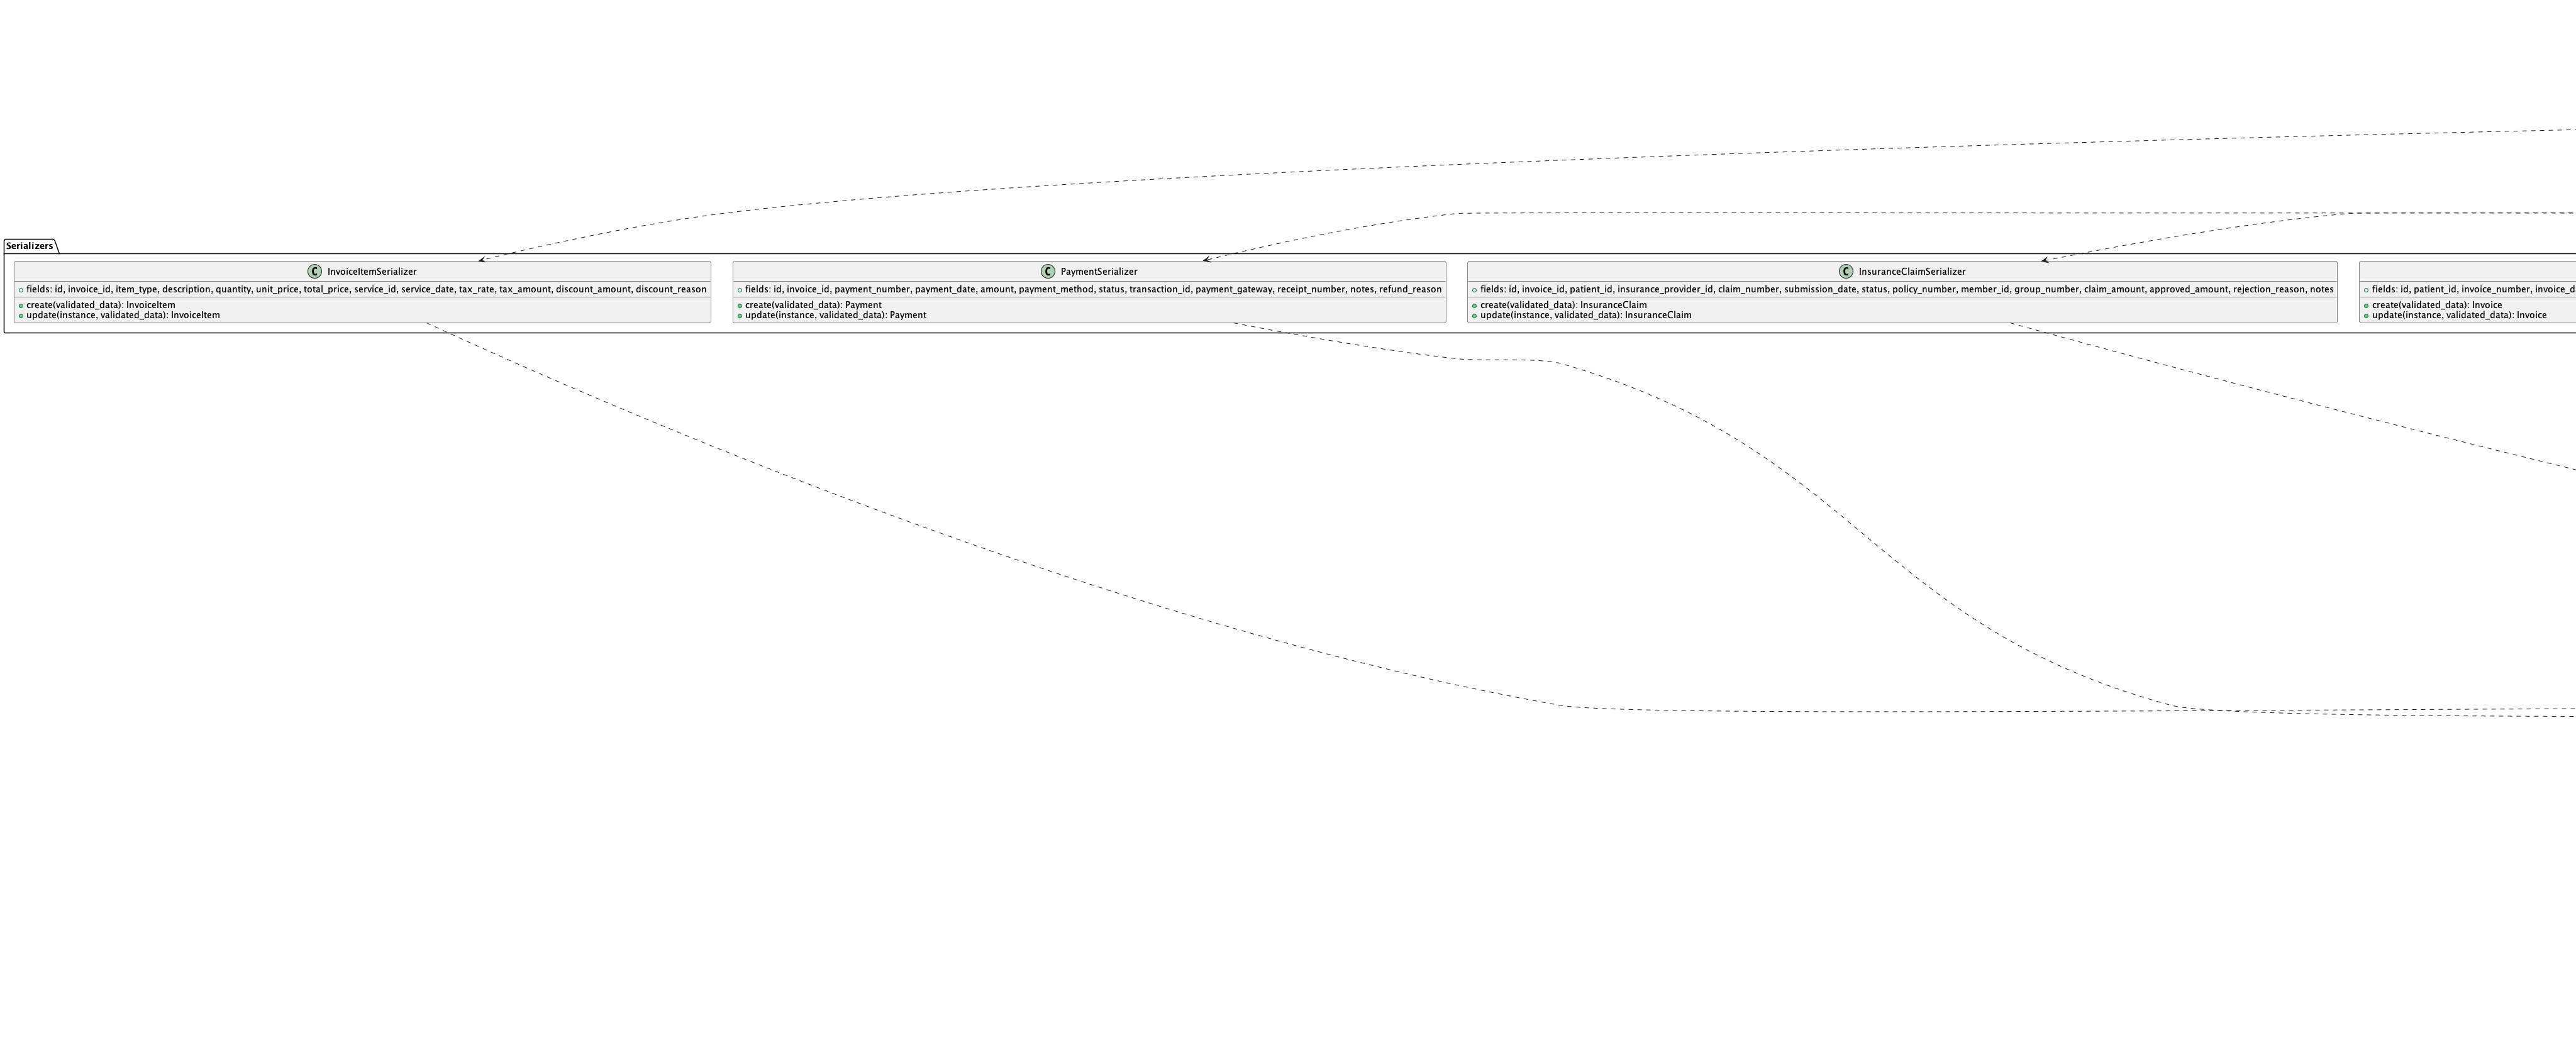 Serializers
InvoiceItemSerializer
fields: id, invoice_id, item_type, description, quantity, unit_price, total_price, service_id, service_date, tax_rate, tax_amount, discount_amount, discount_reason
create(validated_data): InvoiceItem
update(instance, validated_data): InvoiceItem
PaymentSerializer
fields: id, invoice_id, payment_number, payment_date, amount, payment_method, status, transaction_id, payment_gateway, receipt_number, notes, refund_reason
create(validated_data): Payment
update(instance, validated_data): Payment
InsuranceClaimSerializer
fields: id, invoice_id, patient_id, insurance_provider_id, claim_number, submission_date, status, policy_number, member_id, group_number, claim_amount, approved_amount, rejection_reason, notes
create(validated_data): InsuranceClaim
update(instance, validated_data): InsuranceClaim
fields: id, patient_id, invoice_number, invoice_d
create(validated_data): Invoice
update(instance, validated_data): Invoice